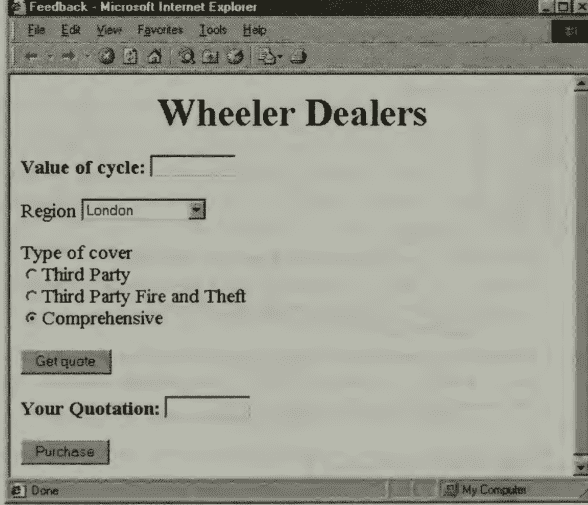 Feedback - Microsoft Internet Explorer
File Edit View Favorites Tools Help
Wheeler Dealers
Value of cycle:
Region London
Type of cover
Third Party
Third Party Fire and Theft
Comprehensive
Get quote
Your Quotation:
Purchase
Done My Computer